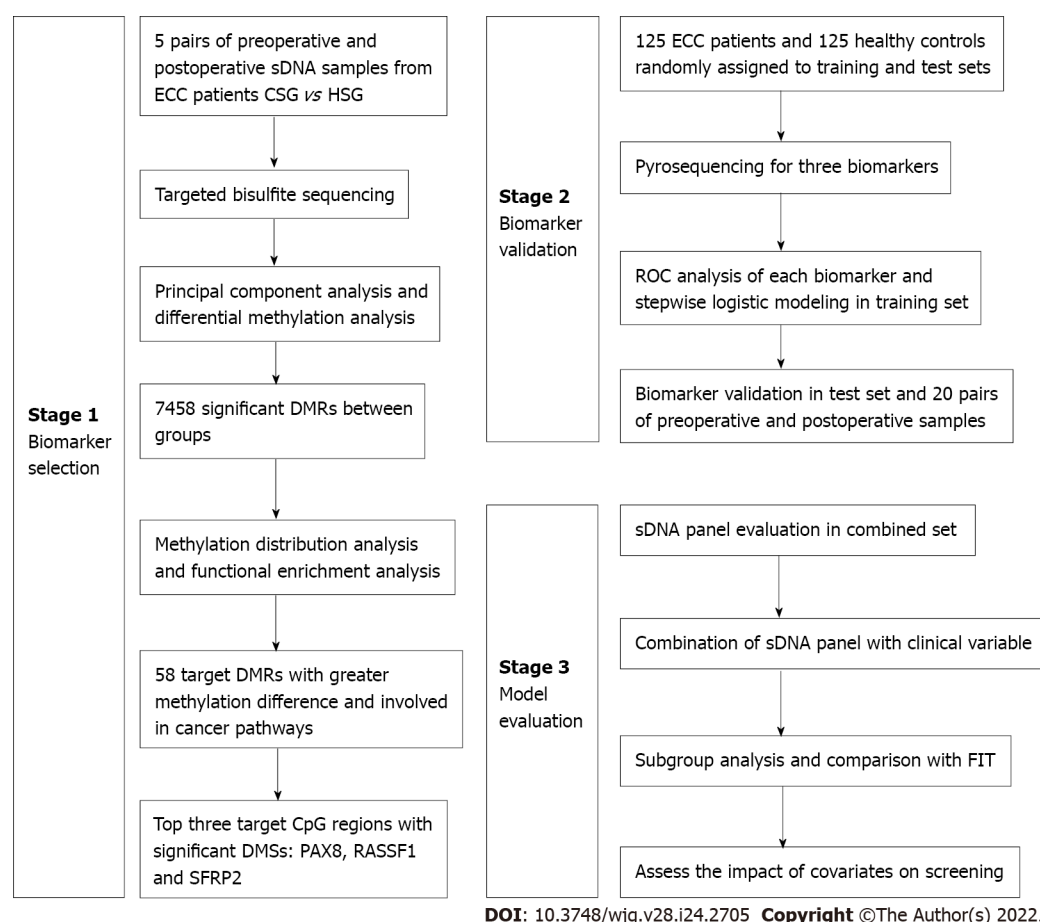 Stage 1
Biomarker
selection
5 pairs of preoperative and
postoperative sDNA samples from
ECC patients CSG vs HSG
Targeted bisulfite sequencing
Principal component analysis and
differential methylation analysis
7458 significant DMRs between
groups
Methylation distribution analysis
and functional enrichment analysis
58 target DMRs with greater
methylation difference and involved
in cancer pathways
Top three target CpG regions with
significant DMSs: PAX8, RASSF1
and SFRP2
Stage 2
Biomarker
validation
125 ECC patients and 125 healthy controls
randomly assigned to training and test sets
Pyrosequencing for three biomarkers
ROC analysis of each biomarker and
stepwise logistic modeling in training set
Biomarker validation in test set and 20 pairs
of preoperative and postoperative samples
Stage 3
Model
evaluation
sDNA panel evaluation in combined set
Combination of sDNA panel with clinical variable
Subgroup analysis and comparison with FIT
Assess the impact of covariates on screening
DOI: 10.3748/wjg.v28.i24.2705 Copyright ©The Author(s) 2022.